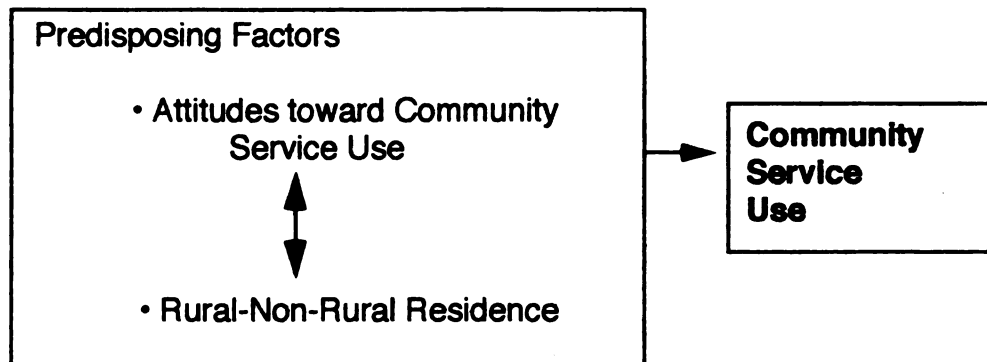 Predisposing Factors
• Attitudes toward Community
Service Use
• Rural-Non-Rural Residence
Community
Service
Use